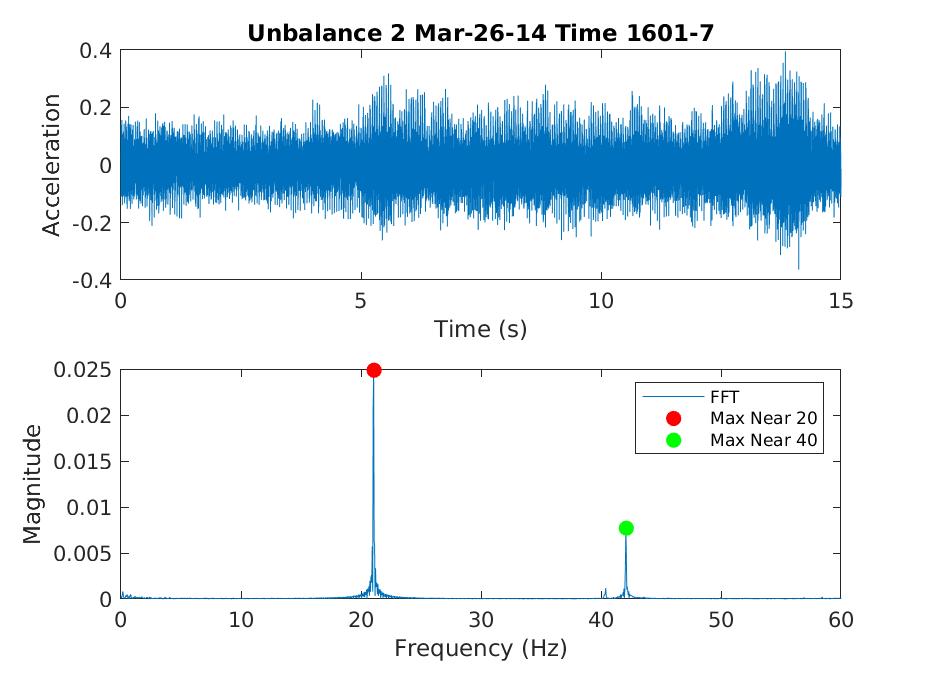 Unbalance 2 Mar-26-14 Time 1601-7
0.4
0.2
0
-0.2
-0.4
Acceleration
0 5 10 15
Time (s)
0.025
0.02
0.015
0.01
0.005
0
Magnitude
FFT
Max Near 20
Max Near 40
0 10 20 30 40 50 60
Frequency (Hz)